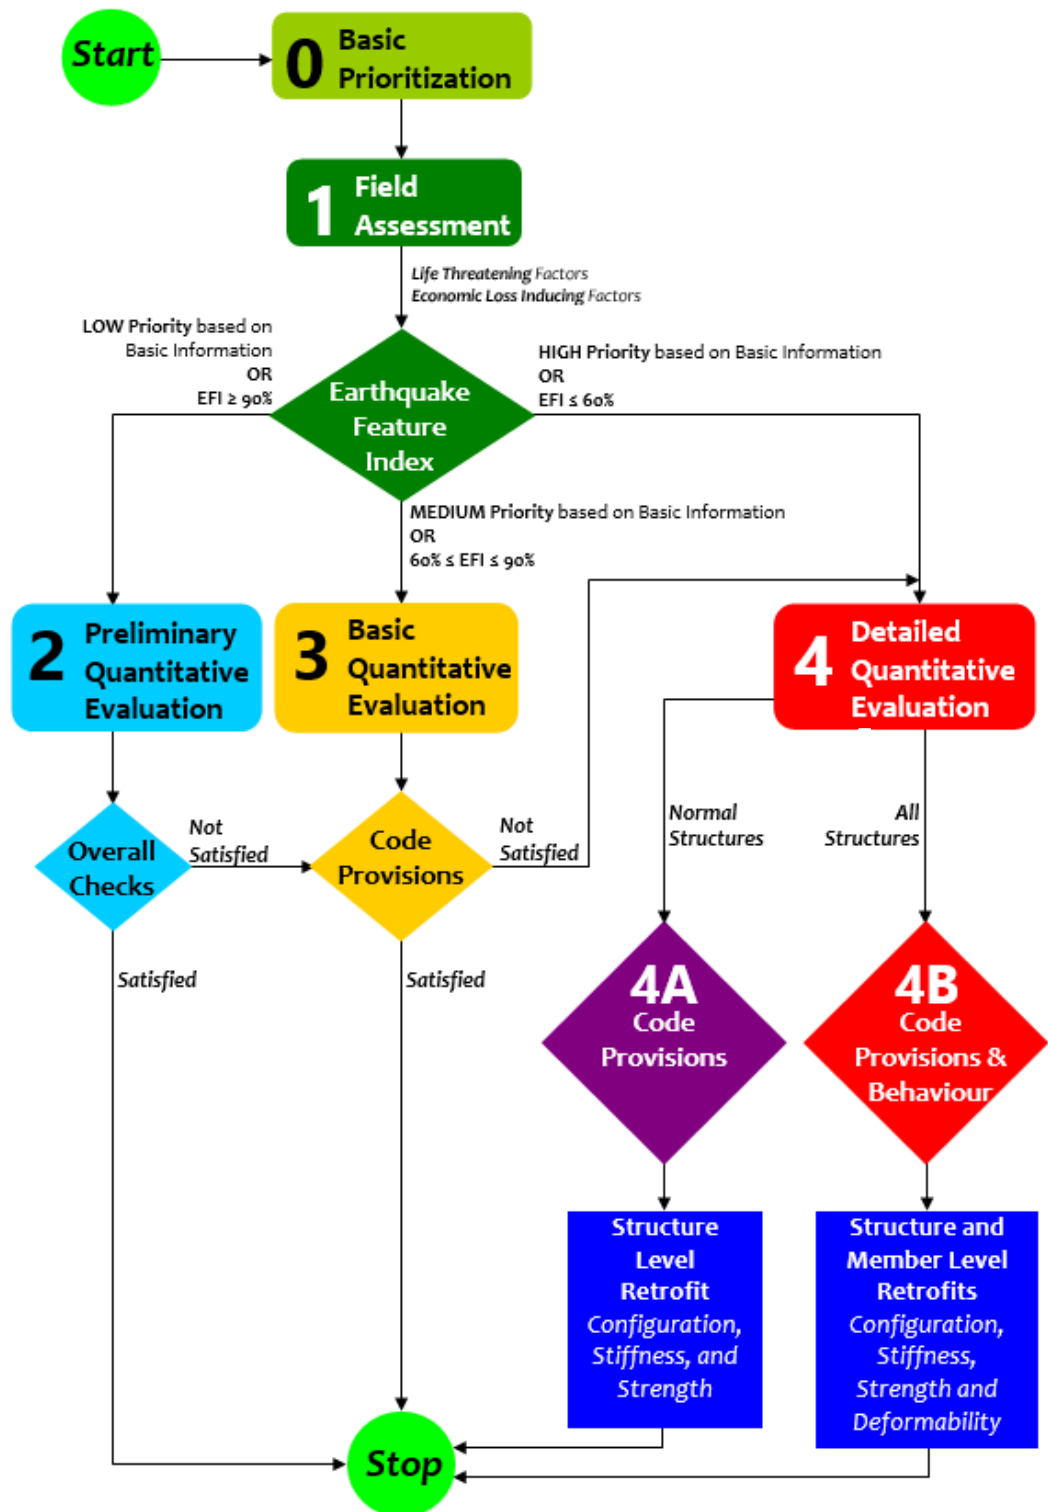 Start
0
Basic
Prioritization
1
Field
Assessment
Life Threatening Factors
Economic Loss Inducing Factors
LOW Priority based on
Basic Information
OR
EFI ≥ 90%
HIGH Priority based on Basic Information
OR
EFI ≤ 60%
Earthquake
Feature
Index
MEDIUM Priority based on Basic Information
OR
60% ≤ EFI ≤ 90%
2
Preliminary
Quantitative
Evaluation
3
Basic
Quantitative
Evaluation
4
Detailed
Quantitative
Evaluation
Overall
Checks
Not
Satisfied
Code
Provisions
Not
Satisfied
Normal
Structures
All
Structures
Satisfied
Satisfied
4A
Code
Provisions
4B
Code
Provisions &
Behaviour
Structure
Level
Retrofit
Configuration,
Stiffness, and
Strength
Structure and
Member Level
Retrofits
Configuration,
Stiffness,
Strength and
Deformability
Stop